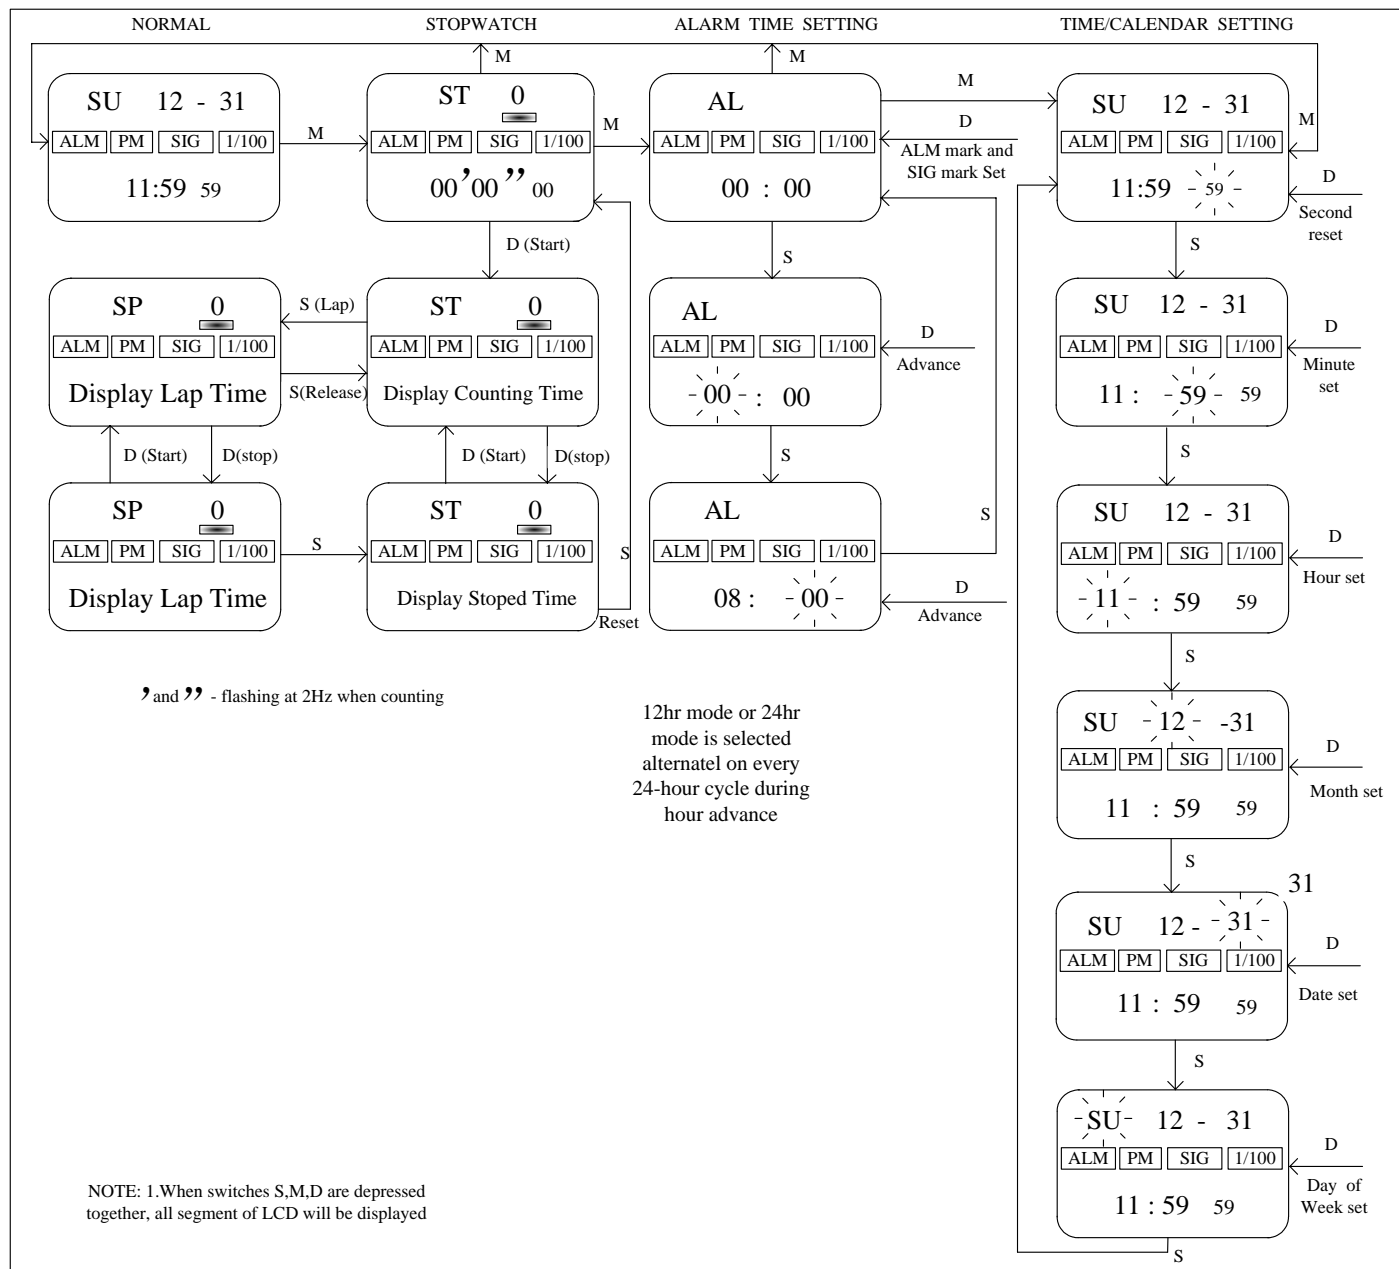 NORMAL
STOPWATCH
ALARM TIME SETTING
TIME/CALENDAR SETTING
M
M
SU 12 - 31
ALM PM SIG 1/100
11:59 59
M
ST 0
ALM PM SIG 1/100
00 ’ 00 ” 00
M
AL
ALM PM SIG 1/100
00 : 00
M
D
ALM mark and
SIG mark Set
SU 12 - 31
ALM PM SIG 1/100
11:59 59
M
D
Second
reset
D (Start)
S
S
SP 0
ALM PM SIG 1/100
Display Lap Time
S (Lap)
S(Release)
ST 0
ALM PM SIG 1/100
Display Counting Time
AL
ALM PM SIG 1/100
00 : 00
D
Advance
SU 12 - 31
ALM PM SIG 1/100
11 : 59 59
D
Minute
set
D (Start)
D(stop)
D (Start)
D(stop)
S
S
SP 0
ALM PM SIG 1/100
Display Lap Time
S
ST 0
ALM PM SIG 1/100
Display Stoped Time
S
Reset
AL
ALM PM SIG 1/100
08 : 00
S
D
Advance
SU 12 - 31
ALM PM SIG 1/100
11 : 59 59
D
Hour set
S
’ and ” - flashing at 2Hz when counting
12hr mode or 24hr
mode is selected
alternatel on every
24-hour cycle during
hour advance
SU 12 -31
ALM PM SIG 1/100
11 : 59 59
D
Month set
S
31
SU 12 - 31
ALM PM SIG 1/100
11 : 59 59
D
Date set
S
SU 12 - 31
ALM PM SIG 1/100
11 : 59 59
D
Day of
Week set
S
NOTE: 1.When switches S,M,D are depressed
together, all segment of LCD will be displayed